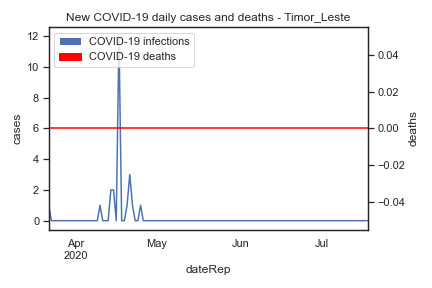 New COVID-19 daily cases and deaths - Timor_Leste
COVID-19 infections
COVID-19 deaths
12
10
8
6
4
2
0
cases
0.04
0.02
0.00
−0.02
−0.04
deaths
Apr
2020
May
Jun
Jul
dateRep